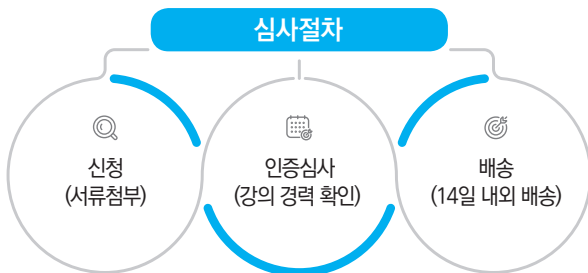 심사절차
신청
(서류첨부)
인증심사
(강의 경력 확인)
배송
(14일 내외 배송)